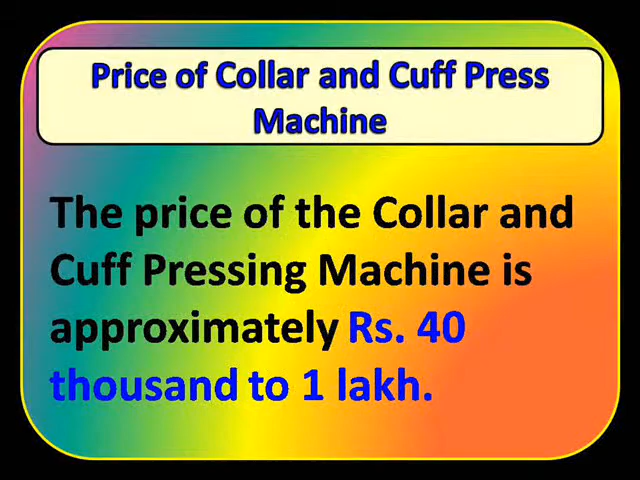 Price of Collar and Cuff Press
Machine
The price of the Collar and
Cuff Pressing Machine is
approximately Rs. 40
thousand to 1 lakh.